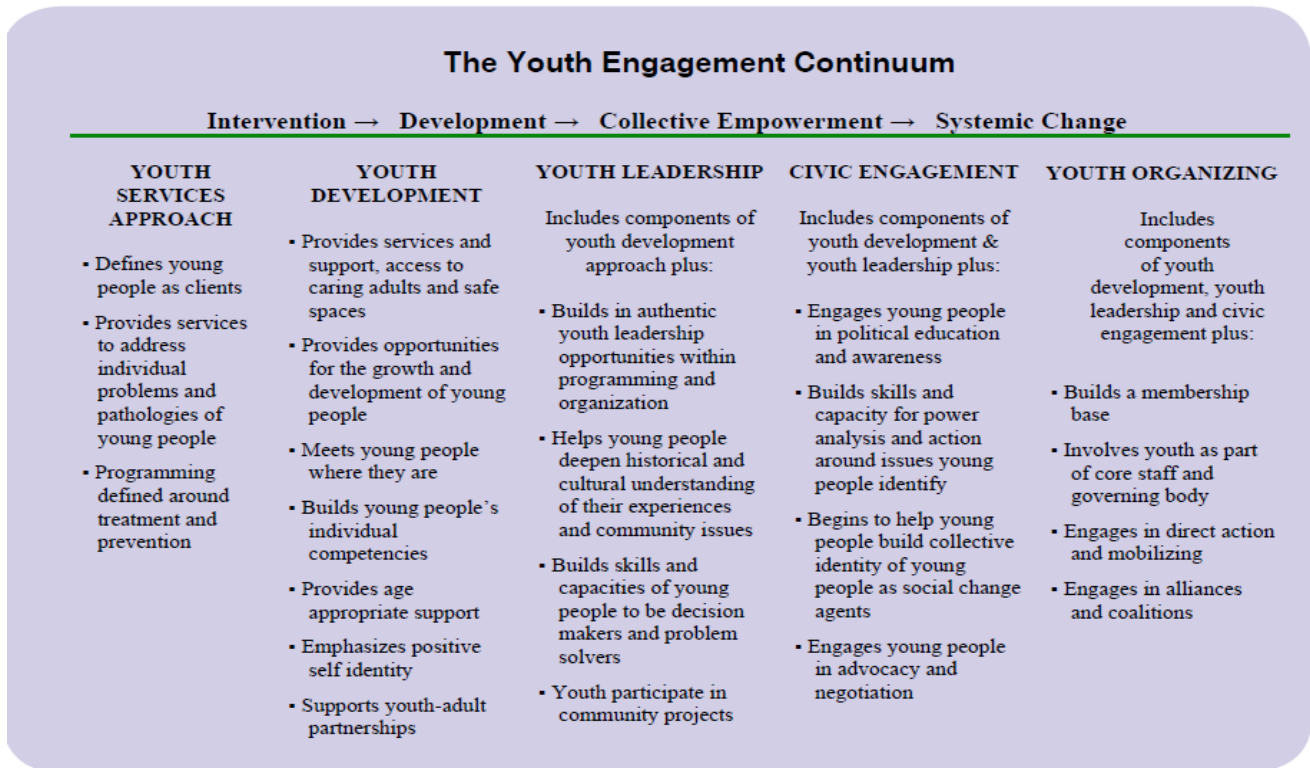 The Youth Engagement Continuum
Intervention → Development → Collective Empowerment → Systemic Change
YOUTH
SERVICES
APPROACH
▪ Defines young
people as clients
▪ Provides services
to address
individual
problems and
pathologies of
young people
▪ Programming
defined around
treatment and
prevention
YOUTH
DEVELOPMENT
▪ Provides services and
support, access to
caring adults and safe
spaces
▪ Provides opportunities
for the growth and
development of young
people
▪ Meets young people
where they are
▪ Builds young people’s
individual
competencies
▪ Provides age
appropriate support
▪ Emphasizes positive
self identity
▪ Supports youth-adult
partnerships
YOUTH LEADERSHIP
Includes components of
youth development
approach plus:
▪ Builds in authentic
youth leadership
opportunities within
programming and
organization
▪ Helps young people
deepen historical and
cultural understanding
of their experiences
and community issues
▪ Builds skills and
capacities of young
people to be decision
makers and problem
solvers
▪ Youth participate in
community projects
CIVIC ENGAGEMENT
Includes components of
youth development &
youth leadership plus:
▪ Engages young people
in political education
and awareness
▪ Builds skills and
capacity for power
analysis and action
around issues young
people identify
▪ Begins to help young
people build collective
identity of young
people as social change
agents
▪ Engages young people
in advocacy and
negotiation
YOUTH ORGANIZING
Includes
components
of youth
development, youth
leadership and civic
engagement plus:
▪ Builds a membership
base
▪ Involves youth as part
of core staff and
governing body
▪ Engages in direct action
and mobilizing
▪ Engages in alliances
and coalitions